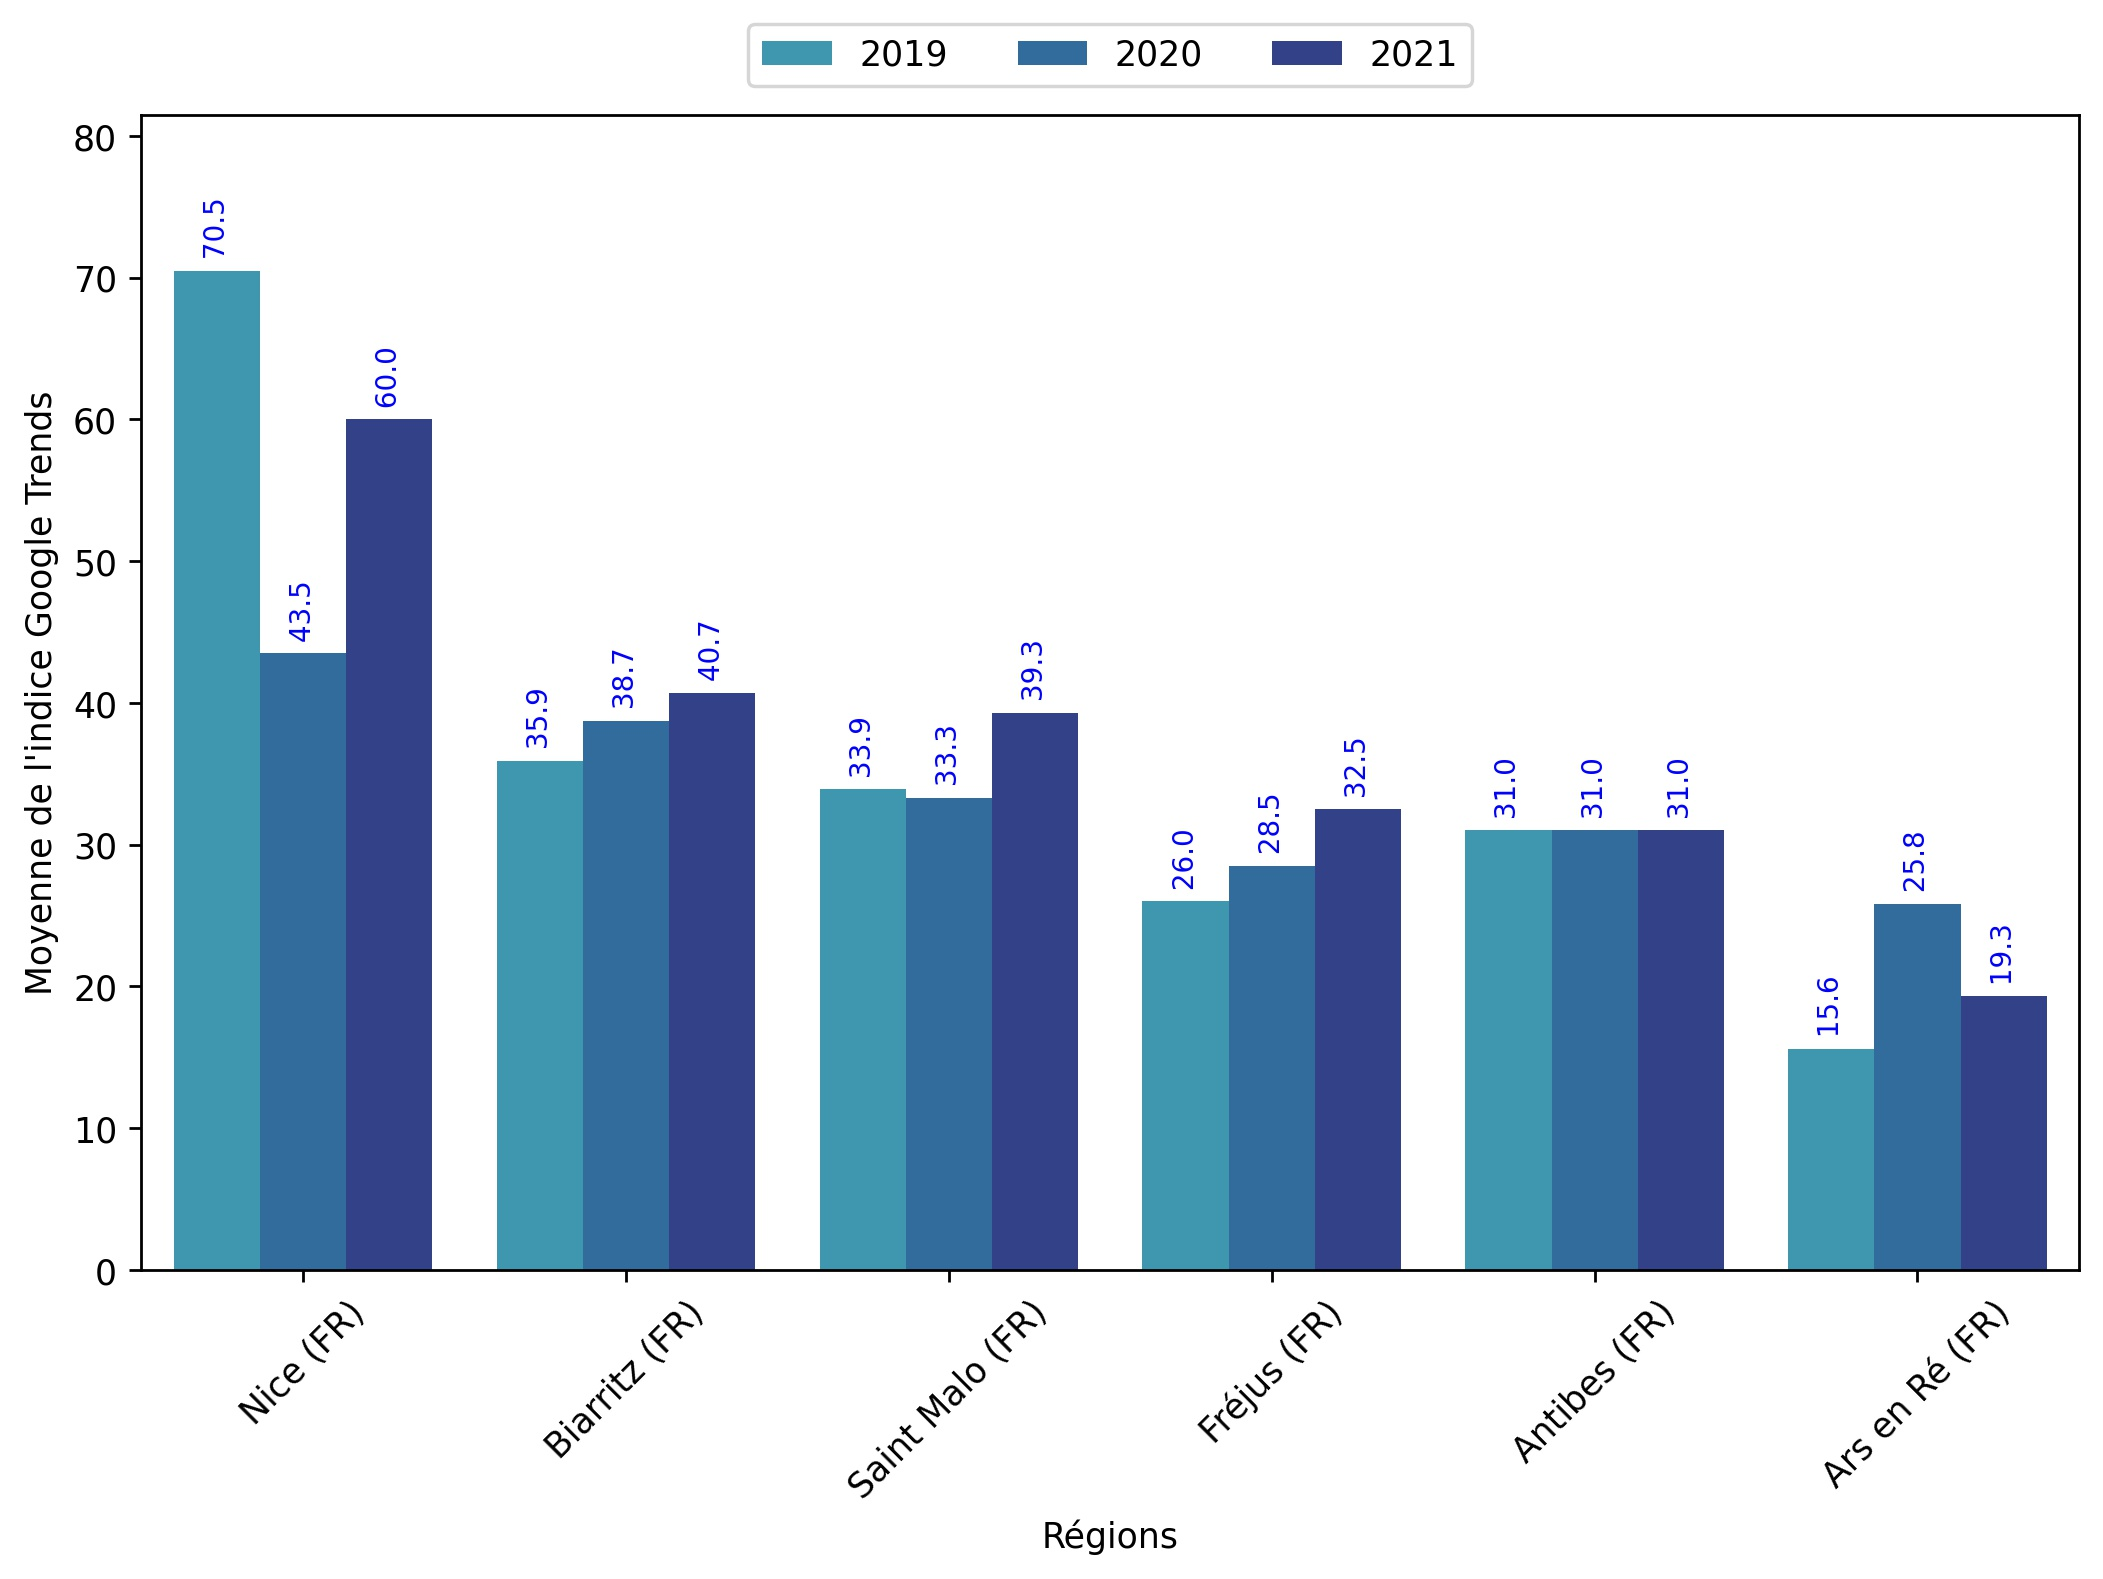 2019 2020 2021
80
70
60
50
40
30
20
10
0
Moyenne de l'indice Google Trends
70.5 43.5 60.0
35.9 38.7 40.7
33.9 33.3 39.3
26.0 28.5 32.5
31.0 31.0 31.0
15.6 25.8 19.3
Nice (FR)
Biarritz (FR)
Saint Malo (FR)
Fréjus (FR)
Antibes (FR)
Ars en Ré (FR)
Régions